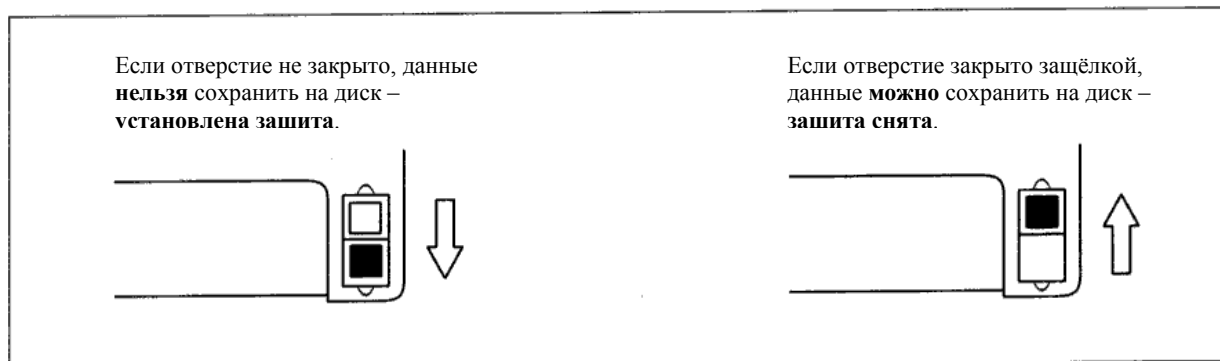 Если отверстие не закрыто, данные
нельзя сохранить на диск –
установлена зашита.
Если отверстие закрыто защёлкой,
данные можно сохранить на диск –
зашита снята.